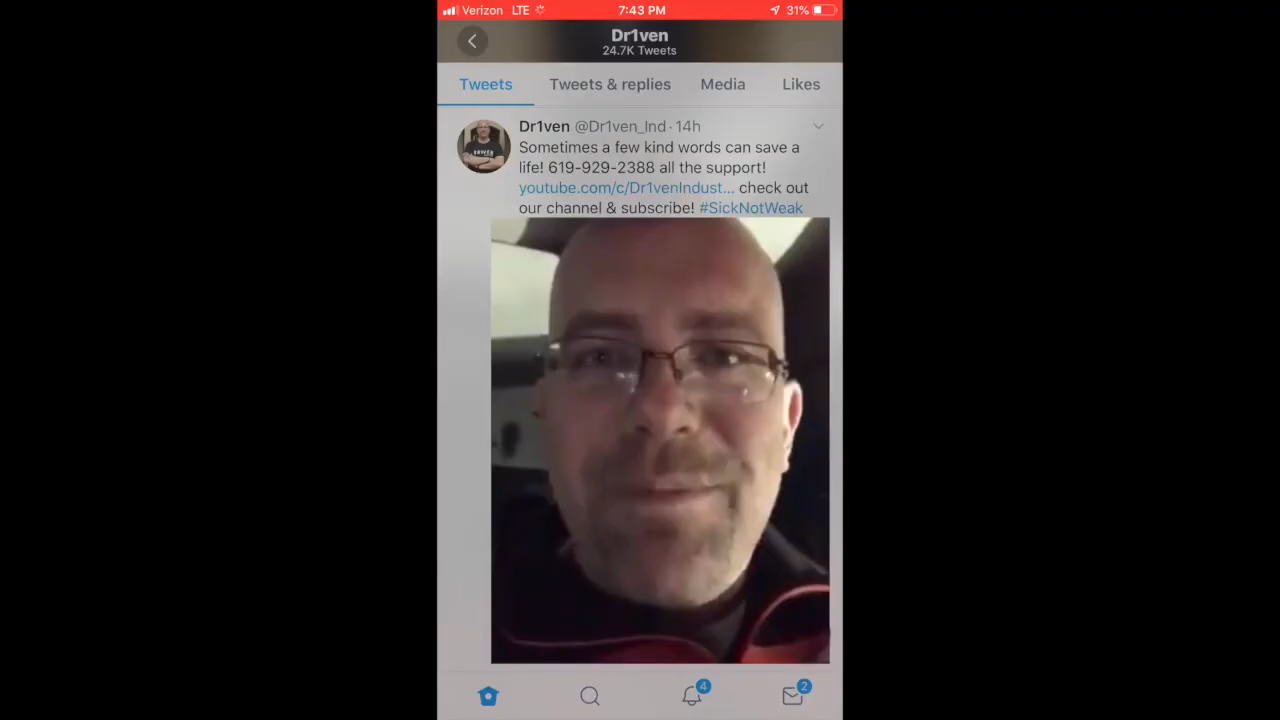 Verizon LTE 7:43 PM 31%
Dr1ven
24.7K Tweets
Tweets Tweets & replies Media Likes
Dr1ven @Dr1ven_Ind · 14h
Sometimes a few kind words can save a
life! 619-929-2388 all the support!
youtube.com/c/Dr1venIndust... check out
our channel & subscribe! #SickNotWeak
4 2